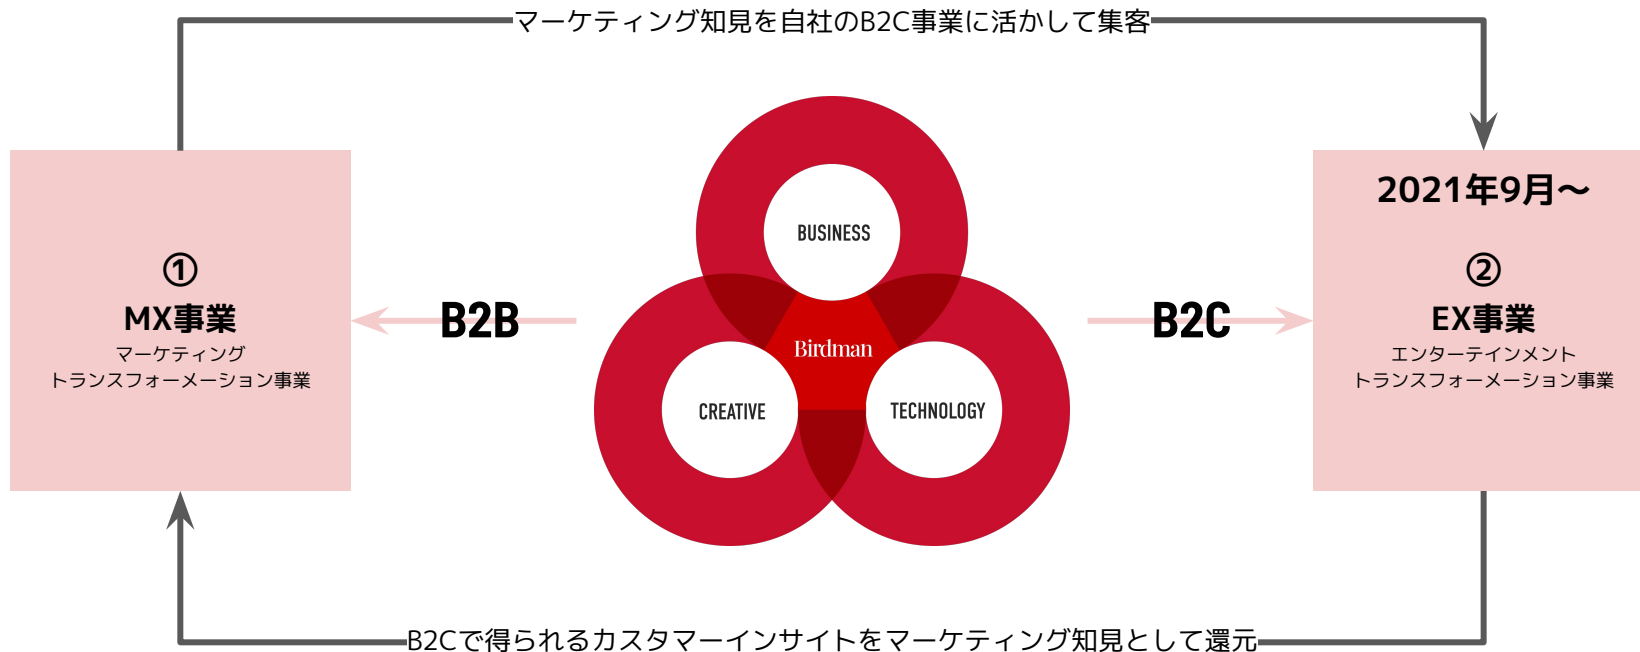 マーケティング知見を自社のB2C事業に活かして集客
①
MX事業
マーケティング
トランスフォーメーション事業
B2B
BUSINESS
Birdman
CREATIVE
TECHNOLOGY
B2C
2021年9月～
②
EX事業
エンターテインメント
トランスフォーメーション事業
B2Cで得られるカスタマーインサイトをマーケティング知見として還元